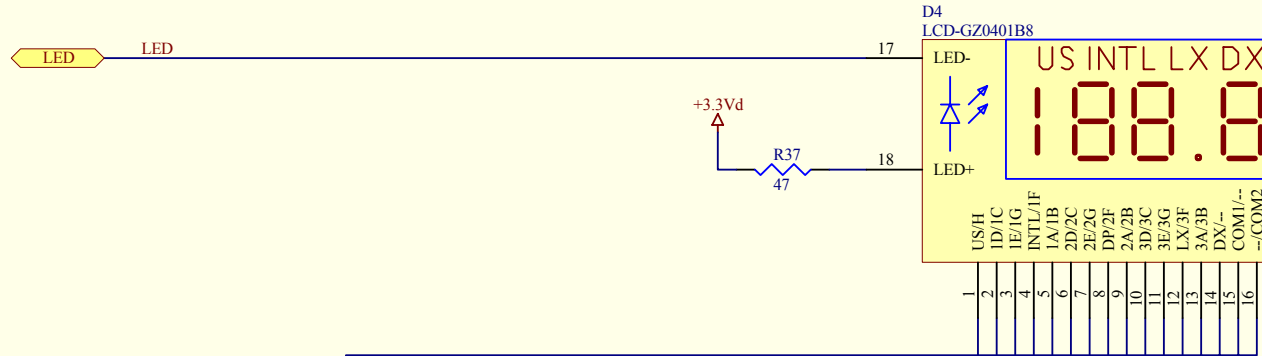 D4
LCD-GZ0401B8
LED
LED
17
LED-
US INTL LX DX
188.8
+3.3Vd
R37
47
18
LED+
US/H
1D/1C
1E/1G
INTL/1F
1A/1B
2D/2C
2E/2G
DP/2F
2A/2B
3D/3C
3E/3G
LX/3F
3A/3B
DX/--
COM1/--
--/COM2
1
2
3
4
5
6
7
8
9
10
11
12
13
14
15
16